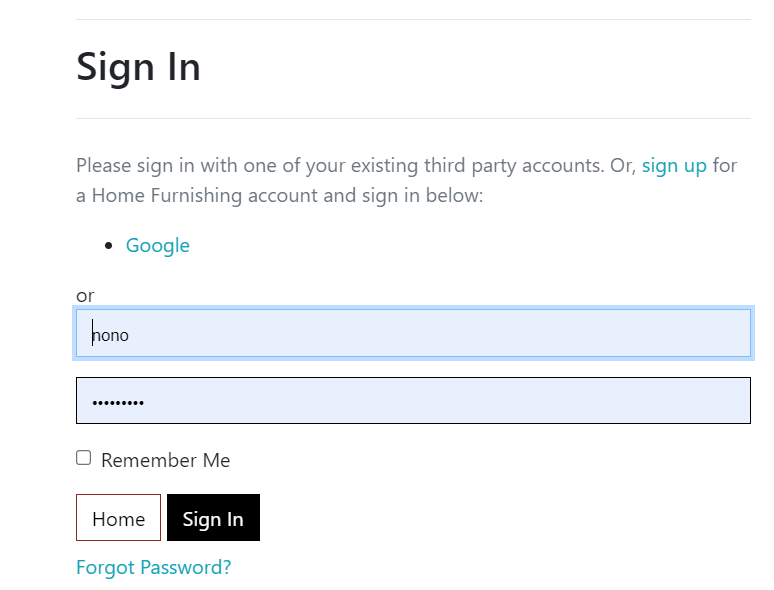 Sign In
Please sign in with one of your existing third party accounts. Or, sign up for
a Home Furnishing account and sign in below:
Google
or
nono
•••••••••
Remember Me
Home Sign In
Forgot Password?